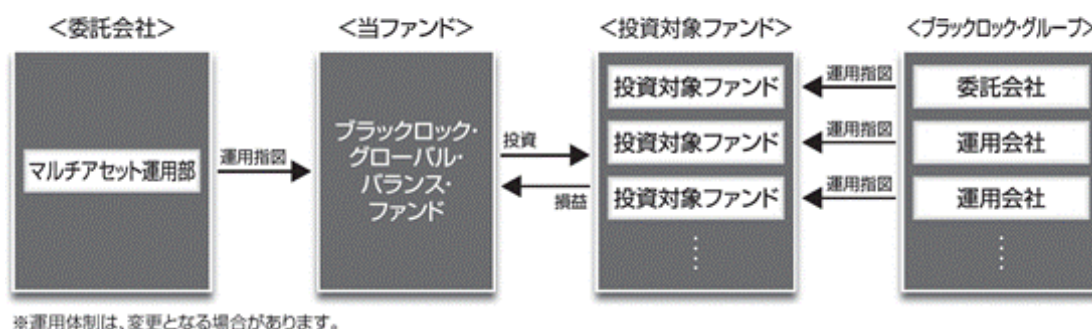 <委託会社>
<当ファンド>
<投資対象ファンド>
<ブラックロック・グループ>
マルチアセット運用部
運用指図
ブラックロック・
グローバル・
バランス・
ファンド
投資
損益
投資対象ファンド
運用指図
委託会社
投資対象ファンド
運用指図
運用会社
投資対象ファンド
運用指図
運用会社
※運用体制は、変更となる場合があります。